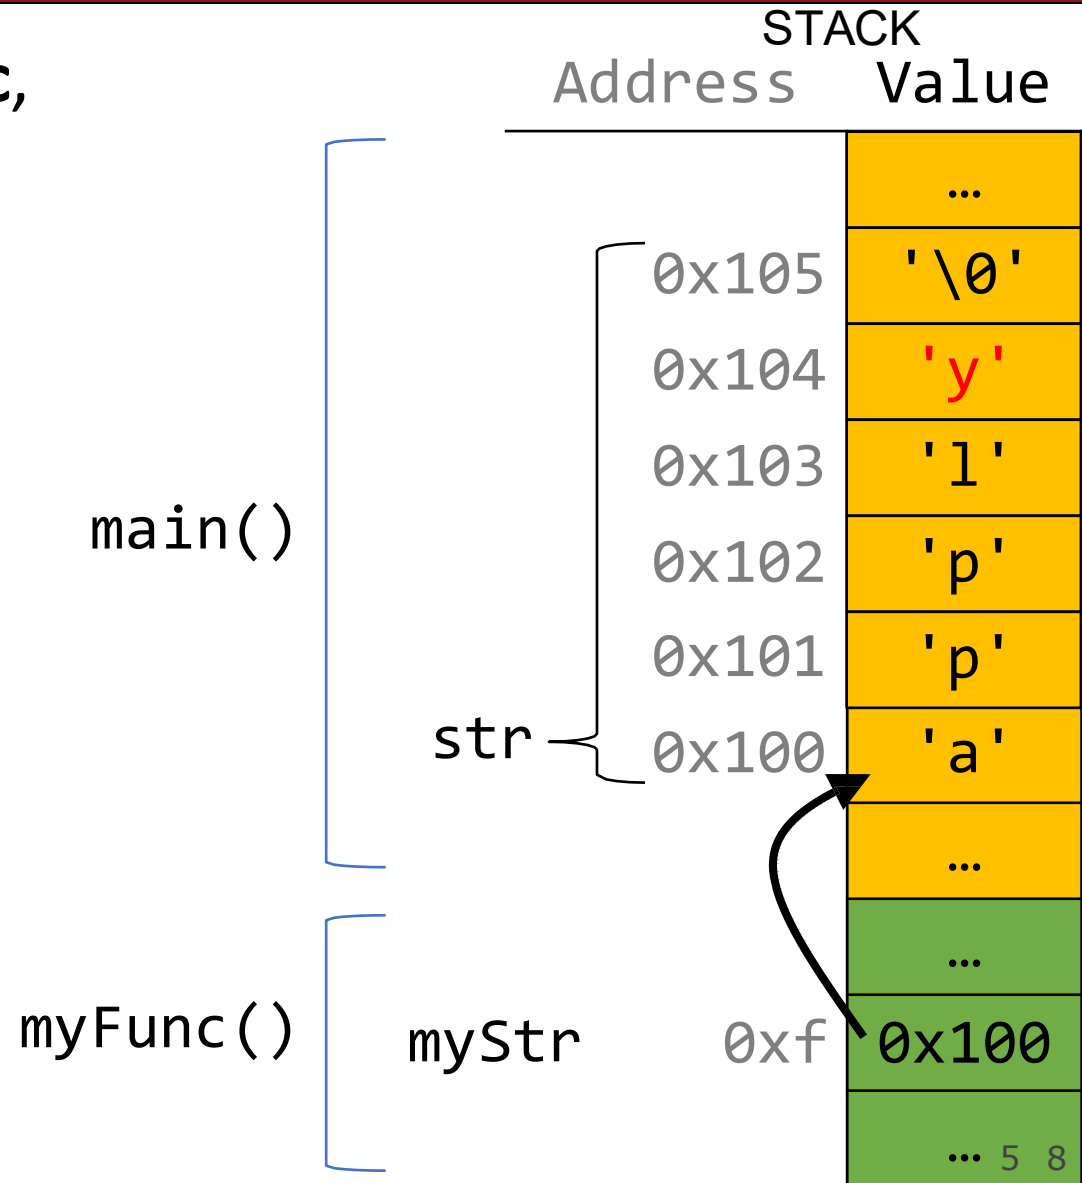 STACK
c,
Address Value
…
0x105 '\0'
0x104 'y'
0x103 'l'
main() 0x102 'p'
0x101 'p'
str 0x100 'a'
…
…
myFunc() myStr 0xf 0x100
… 5 8